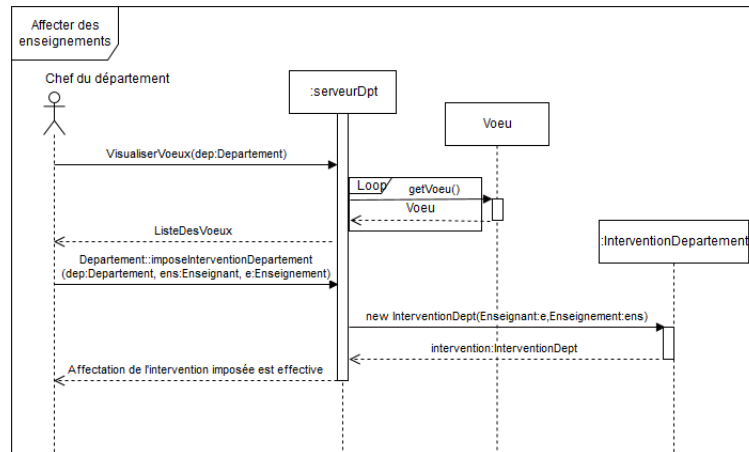 Affecter des
enseignements
Chef du département
:serveurDpt
Voeu
VisualiserVoeux(dep:Departement)
Loop
getVoeu()
Voeu
ListeDesVoeux
:InterventionDepartement
Departement::imposeInterventionDepartement
(dep:Departement, ens:Enseignant, e:Enseignement)
new InterventionDept(Enseignant:e,Enseignement:ens)
intervention:InterventionDept
Affectation de l'intervention imposée est effective